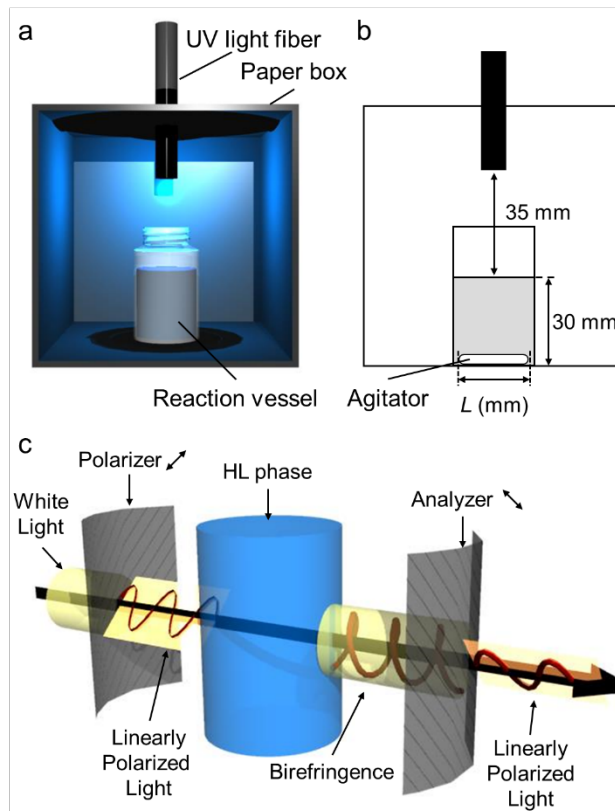 a
UV light fiber
Paper box
Reaction vessel
b
35 mm
30 mm
Agitator
L (mm)
c
Polarizer
HL phase
Analyzer
White
Light
Linearly
Polarized
Light
Birefringence
Linearly
Polarized
Light